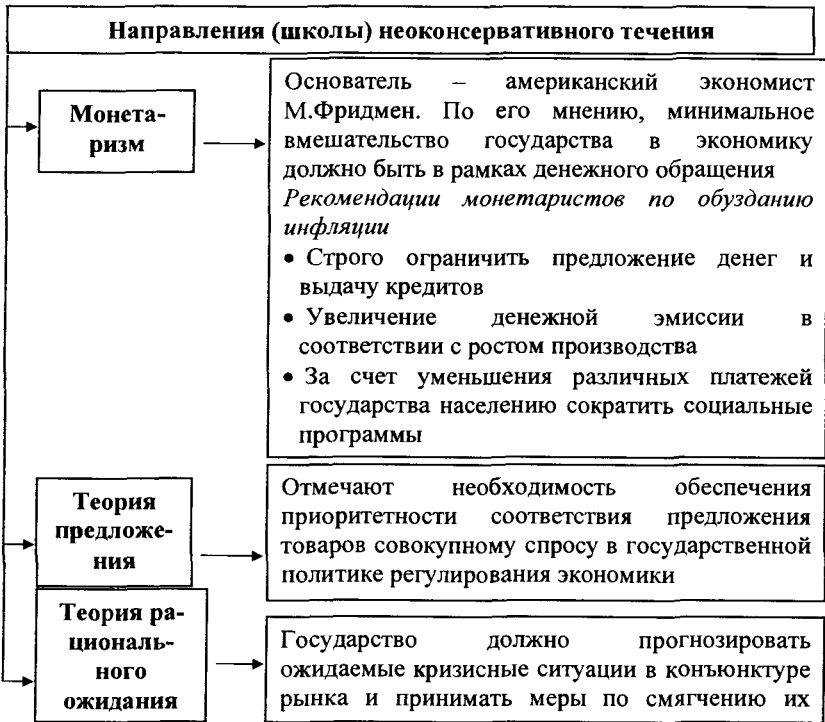 Направления (школы) неоконсервативного течения
Монета-
ризм
Основатель – американский экономист
М.Фридмен. По его мнению, минимальное
вмешательство государства в экономику
должно быть в рамках денежного обращения
Рекомендации монетаристов по обузданию
инфляции
• Строго ограничить предложение денег и
выдачу кредитов
• Увеличение денежной эмиссии в
соответствии с ростом производства
• За счет уменьшения различных платежей
государства населению сократить социальные
программы
Теория
предложе-
ния
Отмечают необходимость обеспечения
приоритетности соответствия предложения
товаров совокупному спросу в государственной
политике регулирования экономики
Теория ра-
циональ-
ного
ожидания
Государство должно прогнозировать
ожидаемые кризисные ситуации в конъюнктуре
рынка и принимать меры по смягчению их